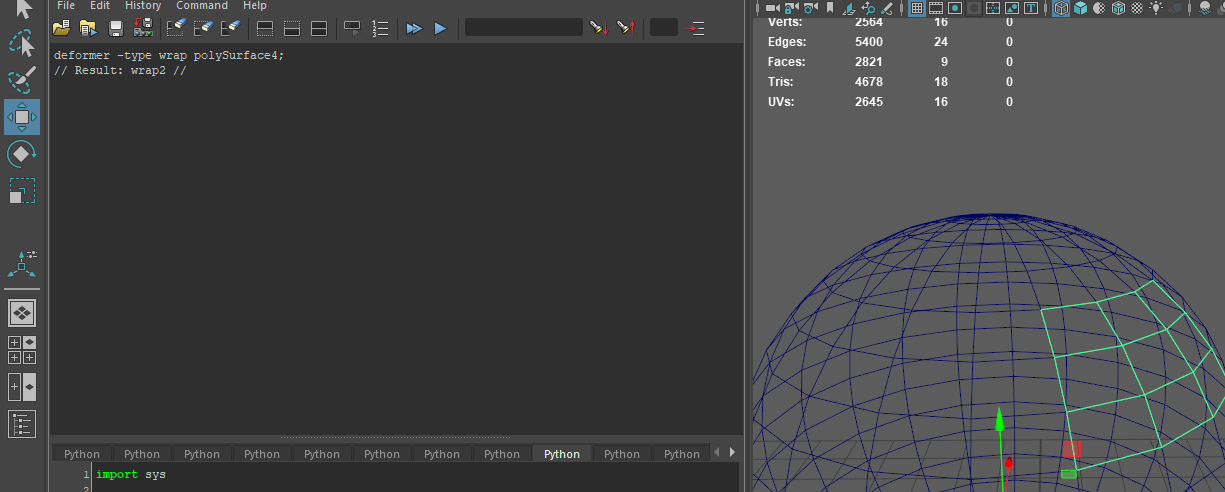 File Edit History Command Help
deformer -type wrap polySurface4;
// Result: wrap2 //
Verts: 2564 16 0
Edges: 5400 24 0
Faces: 2821 9 0
Tris: 4678 18 0
UVs: 2645 16 0
Python Python Python Python Python Python Python Python Python Python Python
1 import sys
2